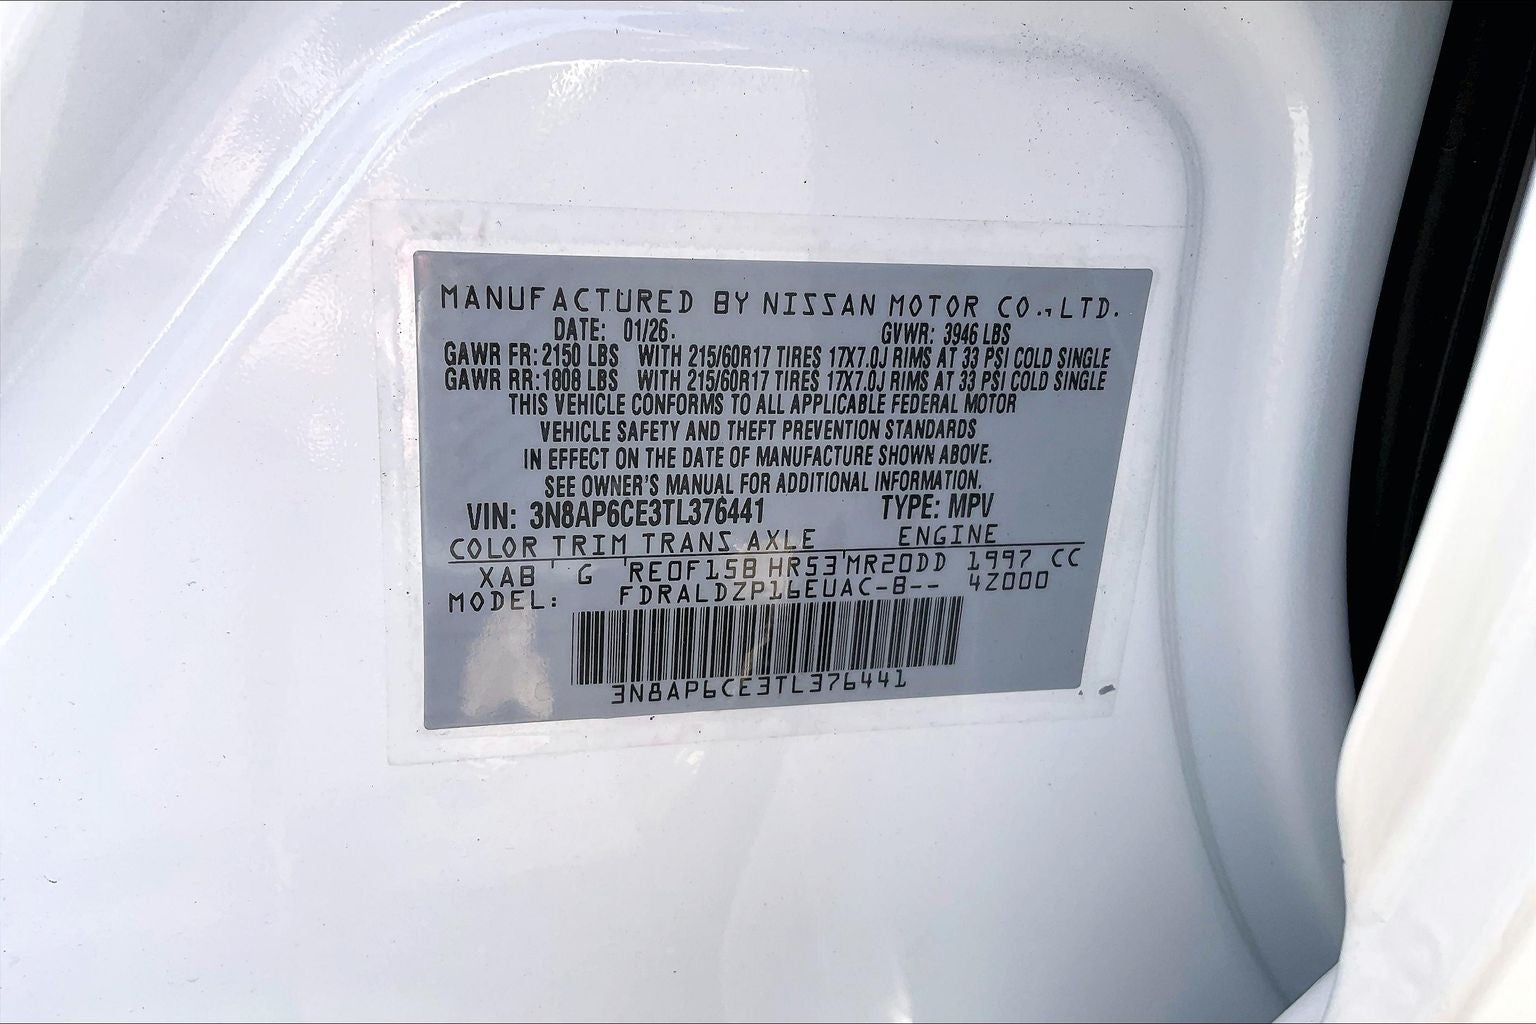 MANUFACTURED BY NISSAN MOTOR CO., LTD.
DATE: 01/26. GVWR: 3946 LBS
GAWR FR: 2150 LBS WITH 215/60R17 TIRES 17X7.0J RIMS AT 33 PSI COLD SINGLE
GAWR RR: 1808 LBS WITH 215/60R17 TIRES 17X7.0J RIMS AT 33 PSI COLD SINGLE
THIS VEHICLE CONFORMS TO ALL APPLICABLE FEDERAL MOTOR
VEHICLE SAFETY AND THEFT PREVENTION STANDARDS
IN EFFECT ON THE DATE OF MANUFACTURE SHOWN ABOVE.
SEE OWNER'S MANUAL FOR ADDITIONAL INFORMATION.
VIN: 3N8AP6CE3TL376441 TYPE: MPV
COLOR TRIM TRANS AXLE ENGINE
XAB ' G 'RE0F15B HR53'MR20DD 1997 CC
MODEL: FDRALDZP16EUAC-B-- 4Z000
3N8AP6CE3TL376441